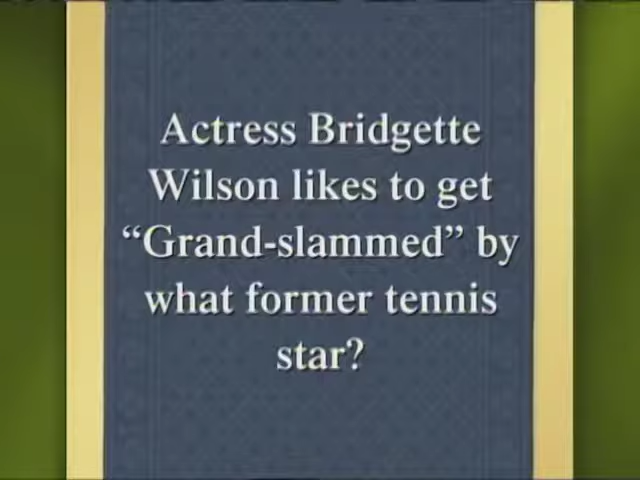 Actress Bridgette
Wilson likes to get
“Grand-slammed” by
what former tennis
star?